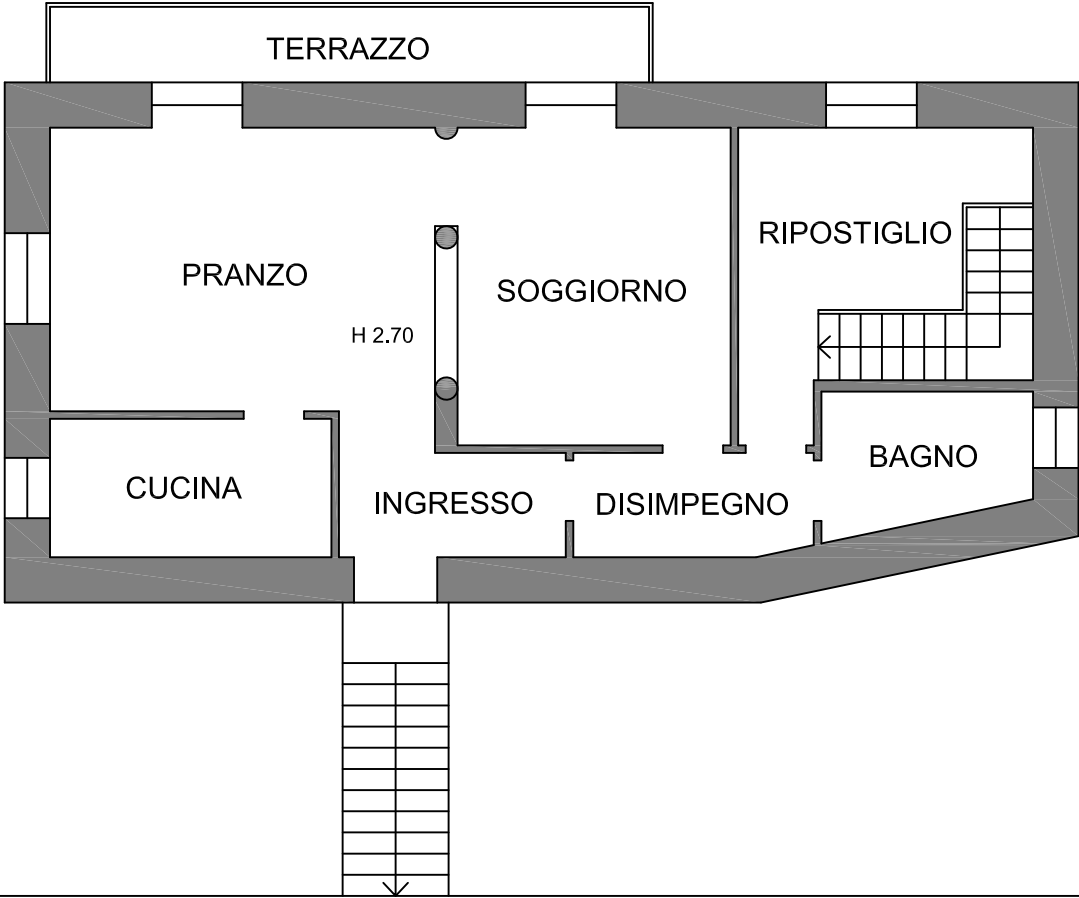 TERRAZZO
RIPOSTIGLIO
PRANZO
SOGGIORNO
H 2.70
BAGNO
CUCINA
INGRESSO
DISIMPEGNO